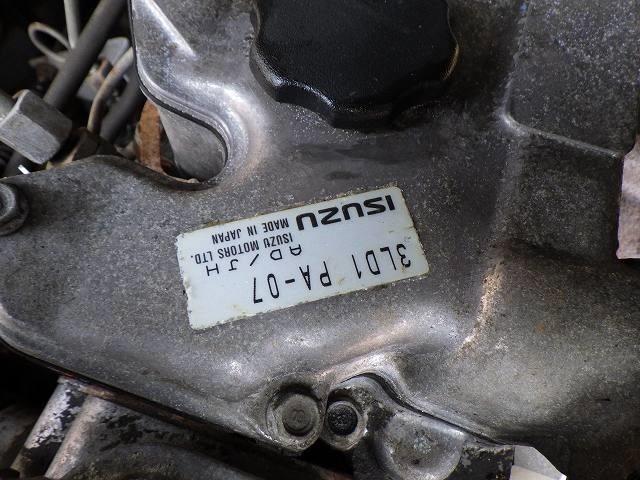 ISUZU
MADE IN JAPAN
ISUZU MOTORS LTD.
AD/JH
3LD1 PA-07